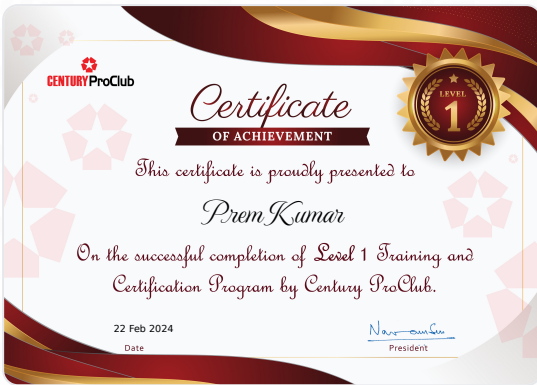 CENTURY ProClub
LEVEL
1
Certificate
OF ACHIEVEMENT
This certificate is proudly presented to
Prem Kumar
On the successful completion of Level 1 Training and
Certification Program by Century ProClub.
22 Feb 2024
Date
President